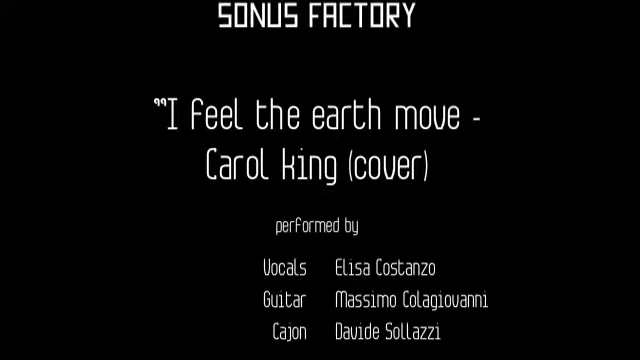 SONUS FACTORY
"I feel the earth move -
Carol king (cover)
performed by
Vocals Elisa Costanzo
Guitar Massimo Colagiovanni
Cajon Davide Sollazzi